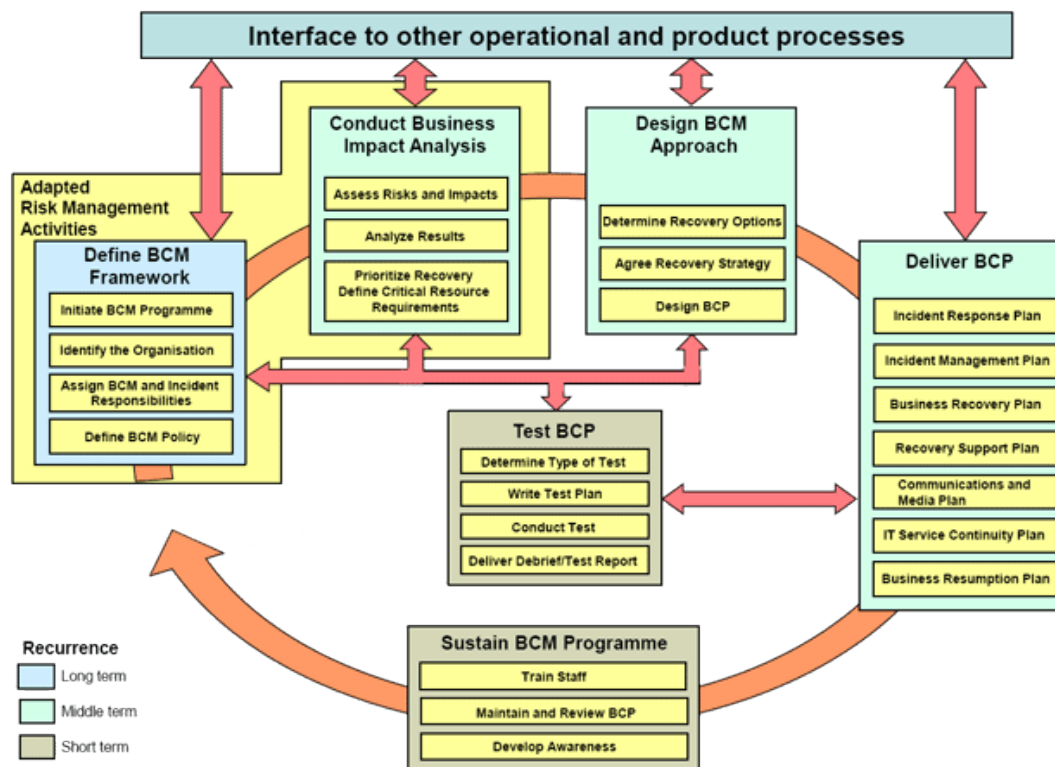 Interface to other operational and product processes
Conduct Business
Impact Analysis
Assess Risks and Impacts
Analyze Results
Prioritize Recovery
Define Critical Resource
Requirements
Design BCM
Approach
Determine Recovery Options
Agree Recovery Strategy
Design BCP
Adapted
Risk Management
Activities
Define BCM
Framework
Initiate BCM Programme
Identify the Organisation
Assign BCM and Incident
Responsibilities
Define BCM Policy
Deliver BCP
Incident Response Plan
Incident Management Plan
Business Recovery Plan
Recovery Support Plan
Communications and
Media Plan
IT Service Continuity Plan
Business Resumption Plan
Test BCP
Determine Type of Test
Write Test Plan
Conduct Test
Deliver Debrief/Test Report
Sustain BCM Programme
Train Staff
Maintain and Review BCP
Develop Awareness
Recurrence
Long term
Middle term
Short term